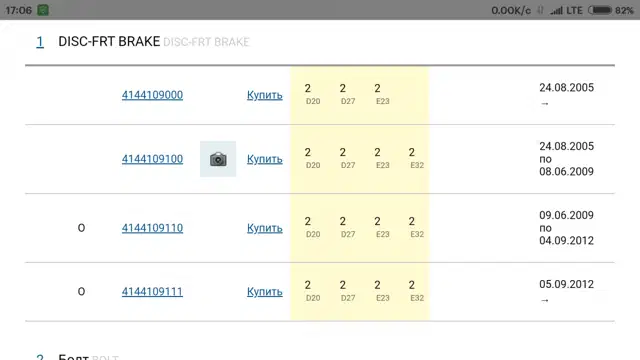 17:06 0.00K/c LTE 82%
1 DISC-FRT BRAKE DISC-FRT BRAKE
4144109000 Купить 2 D20 2 D27 2 E23 24.08.2005 →
4144109100 Купить 2 D20 2 D27 2 E23 2 E32 24.08.2005 по 08.06.2009
O 4144109110 Купить 2 D20 2 D27 2 E23 2 E32 09.06.2009 по 04.09.2012
O 4144109111 Купить 2 D20 2 D27 2 E23 2 E32 05.09.2012 →
2 Болт BOLT